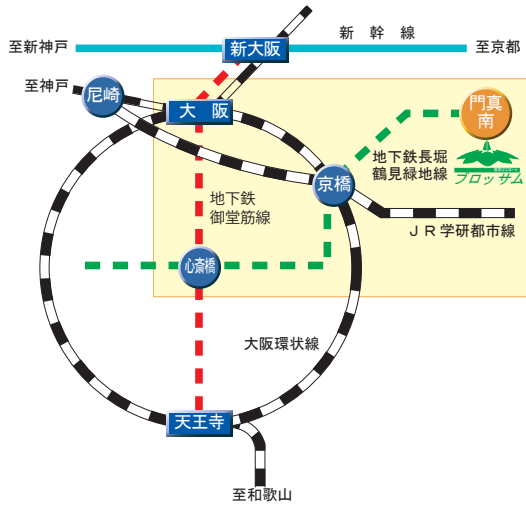 新幹線
至新神戸
新大阪
至京都
至神戸
尼崎
大阪
門真
南
地下鉄長堀
鶴見緑地線
ブロッサム
京橋
地下鉄
御堂筋線
JR学研都市線
心斎橋
大阪環状線
天王寺
至和歌山